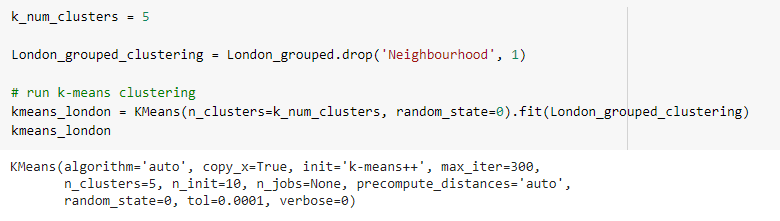 k_num_clusters = 5
London_grouped_clustering = London_grouped.drop('Neighbourhood', 1)
# run k-means clustering
kmeans_london = KMeans(n_clusters=k_num_clusters, random_state=0).fit(London_grouped_clustering)
kmeans_london
KMeans(algorithm='auto', copy_x=True, init='k-means++', max_iter=300,
n_clusters=5, n_init=10, n_jobs=None, precompute_distances='auto',
random_state=0, tol=0.0001, verbose=0)